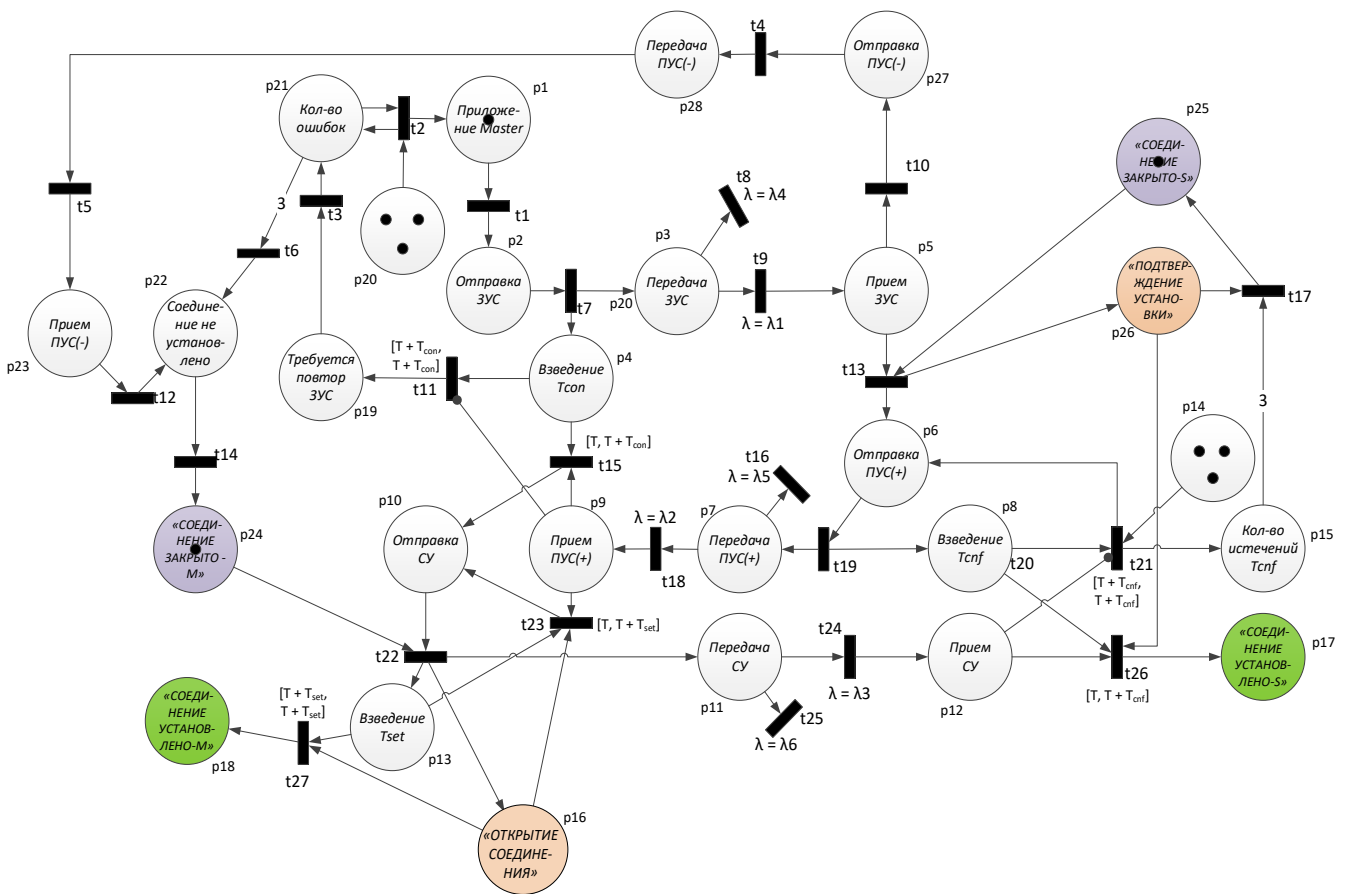 t4
Передача
ПУС(-)
p28
Отправка
ПУС(-)
p27
p21
Кол-во
ошибок
t2
p1
Приложе-
ние Master
p25
«СОЕДИ-
НЕНИЕ
ЗАКРЫТО-S»
t5
t3
3
t6
p20
t1
t8
λ = λ4
t10
p2
Отправка
ЗУС
t7
p3
Передача
ЗУС
p20
t9
λ = λ1
p5
Прием
ЗУС
«ПОДТВЕР-
ЖДЕНИЕ
УСТАНО-
ВКИ»
p26
t17
p22
Соедине-
ние не
установ-
лено
Прием
ПУС(-)
p23
t12
Требуется
повтор
ЗУС
p19
[T + Tcon,
T + Tcon]
t11
p4
Взведение
Tcon
t13
3
p14
t14
t15
[T, T + Tcon]
p6
Отправка
ПУС(+)
t16
λ = λ5
p24
«СОЕДИ-
НЕНИЕ
ЗАКРЫТО -
M»
p10
Отправка
СУ
p9
Прием
ПУС(+)
λ = λ2
t18
p7
Передача
ПУС(+)
t19
p8
Взведение
Tcnf
t20
t21
[T + Tcnf,
T + Tcnf]
Кол-во
истечений
Tcnf
p15
t23
[T, T + Tset]
t22
Передача
СУ
p11
t24
λ = λ3
t25
λ = λ6
Прием
СУ
p12
t26
[T, T + Tcnf]
«СОЕДИ-
НЕНИЕ
УСТАНОВ-
ЛЕНО-S»
p17
«СОЕДИ-
НЕНИЕ
УСТАНОВ-
ЛЕНО-M»
p18
[T + Tset,
T + Tset]
t27
Взведение
Tset
p13
p16
«ОТКРЫТИЕ
СОЕДИНЕ-
НИЯ»